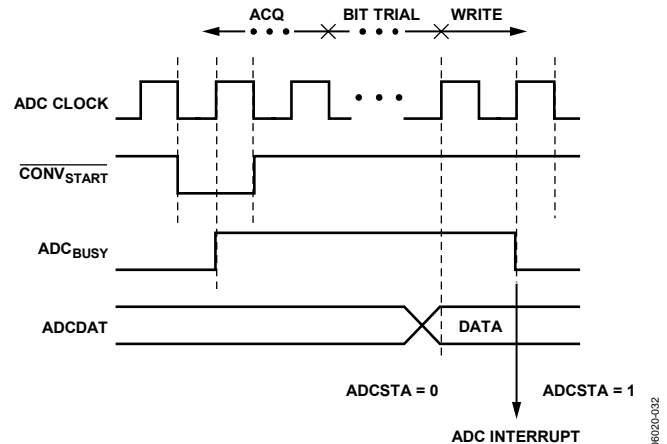 ACQ BIT TRIAL WRITE
ADC CLOCK
CONVSTART
ADCBUSY
ADCDAT
DATA
ADCSTA = 0
ADCSTA = 1
ADC INTERRUPT
06020-032